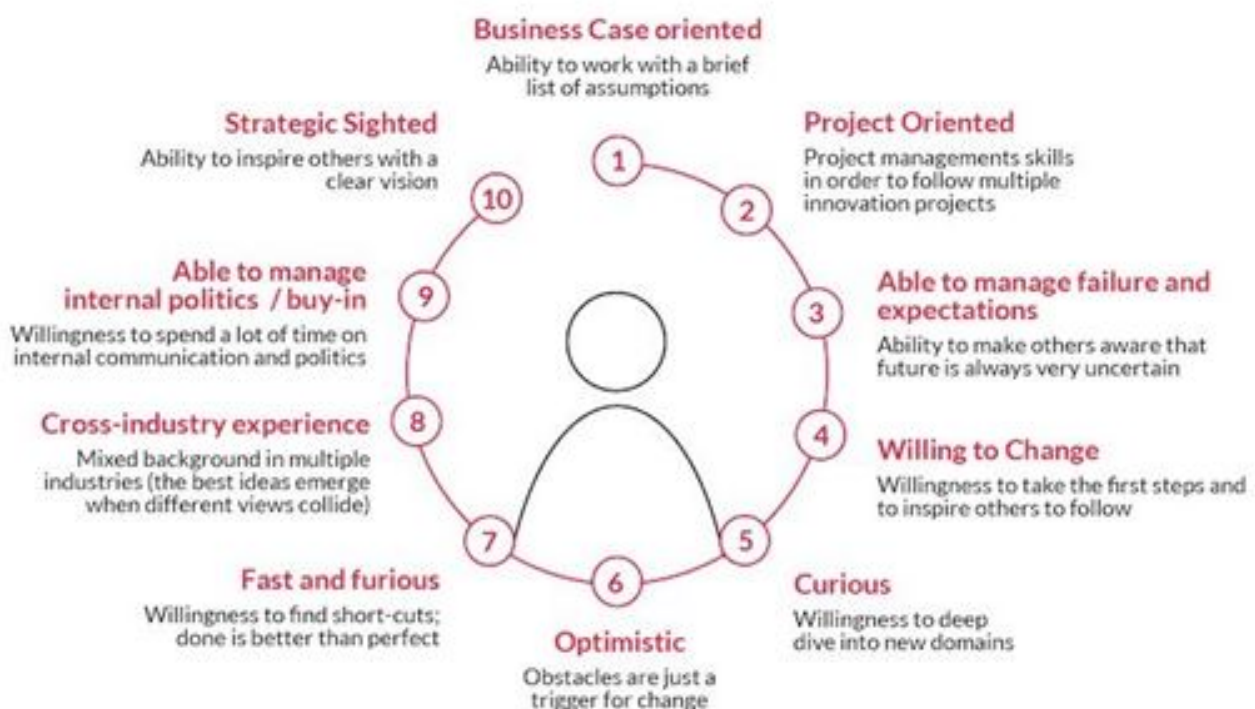 Business Case oriented
Ability to work with a brief
list of assumptions
1
Project Oriented
Project managements skills
in order to follow multiple
innovation projects
2
Able to manage failure and
expectations
Ability to make others aware that
future is always very uncertain
3
Willing to Change
Willingness to take the first steps and
to inspire others to follow
4
Curious
Willingness to deep
dive into new domains
5
Optimistic
Obstacles are just a
trigger for change
6
Fast and furious
Willingness to find short-cuts;
done is better than perfect
7
Cross-industry experience
Mixed background in multiple
industries (the best ideas emerge
when different views collide)
8
Able to manage
internal politics / buy-in
Willingness to spend a lot of time on
internal communication and politics
9
Strategic Sighted
Ability to inspire others with a
clear vision
10